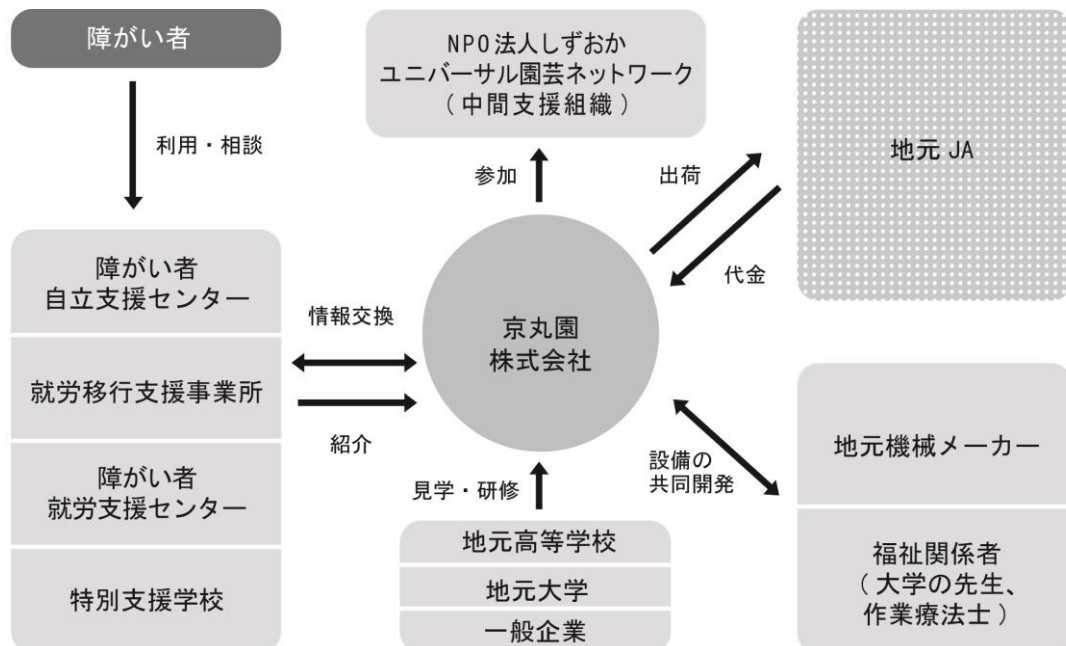 障がい者
利用・相談
障がい者
自立支援センター
就労移行支援事業所
障がい者
就労支援センター
特別支援学校
NPO法人しずおか
ユニバーサル園芸ネットワーク
(中間支援組織)
参加
情報交換
紹介
京丸園
株式会社
見学・研修
地元高等学校
地元大学
一般企業
出荷
代金
地元JA
設備の
共同開発
地元機械メーカー
福祉関係者
(大学の先生、
作業療法士)